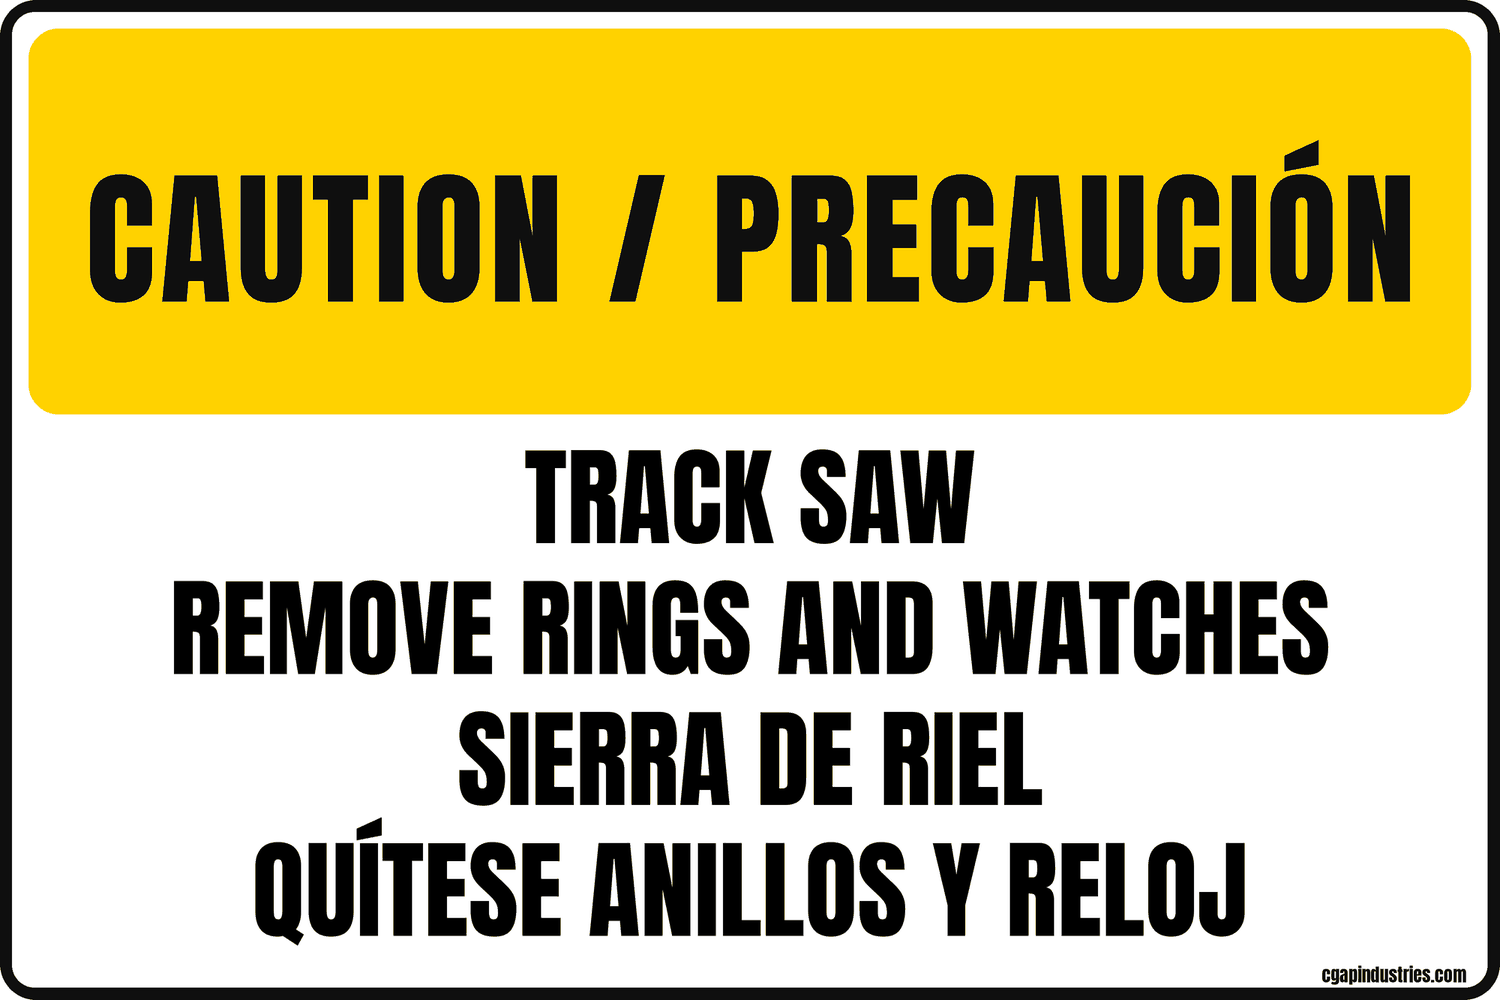 CAUTION / PRECAUCIÓN
TRACK SAW
REMOVE RINGS AND WATCHES
SIERRA DE RIEL
QUÍTESE ANILLOS Y RELOJ
cgapindustries.com